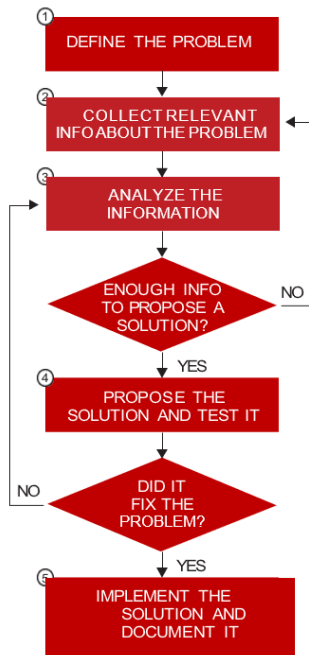 1
DEFINE THE PROBLEM
2
COLLECT RELEVANT
INFO ABOUT THE PROBLEM
3
ANALYZE THE
INFORMATION
ENOUGH INFO
TO PROPOSE A
SOLUTION?
NO
YES
4
PROPOSE THE
SOLUTION AND TEST IT
DID IT
FIX THE
PROBLEM?
NO
YES
5
IMPLEMENT THE
SOLUTION AND
DOCUMENT IT